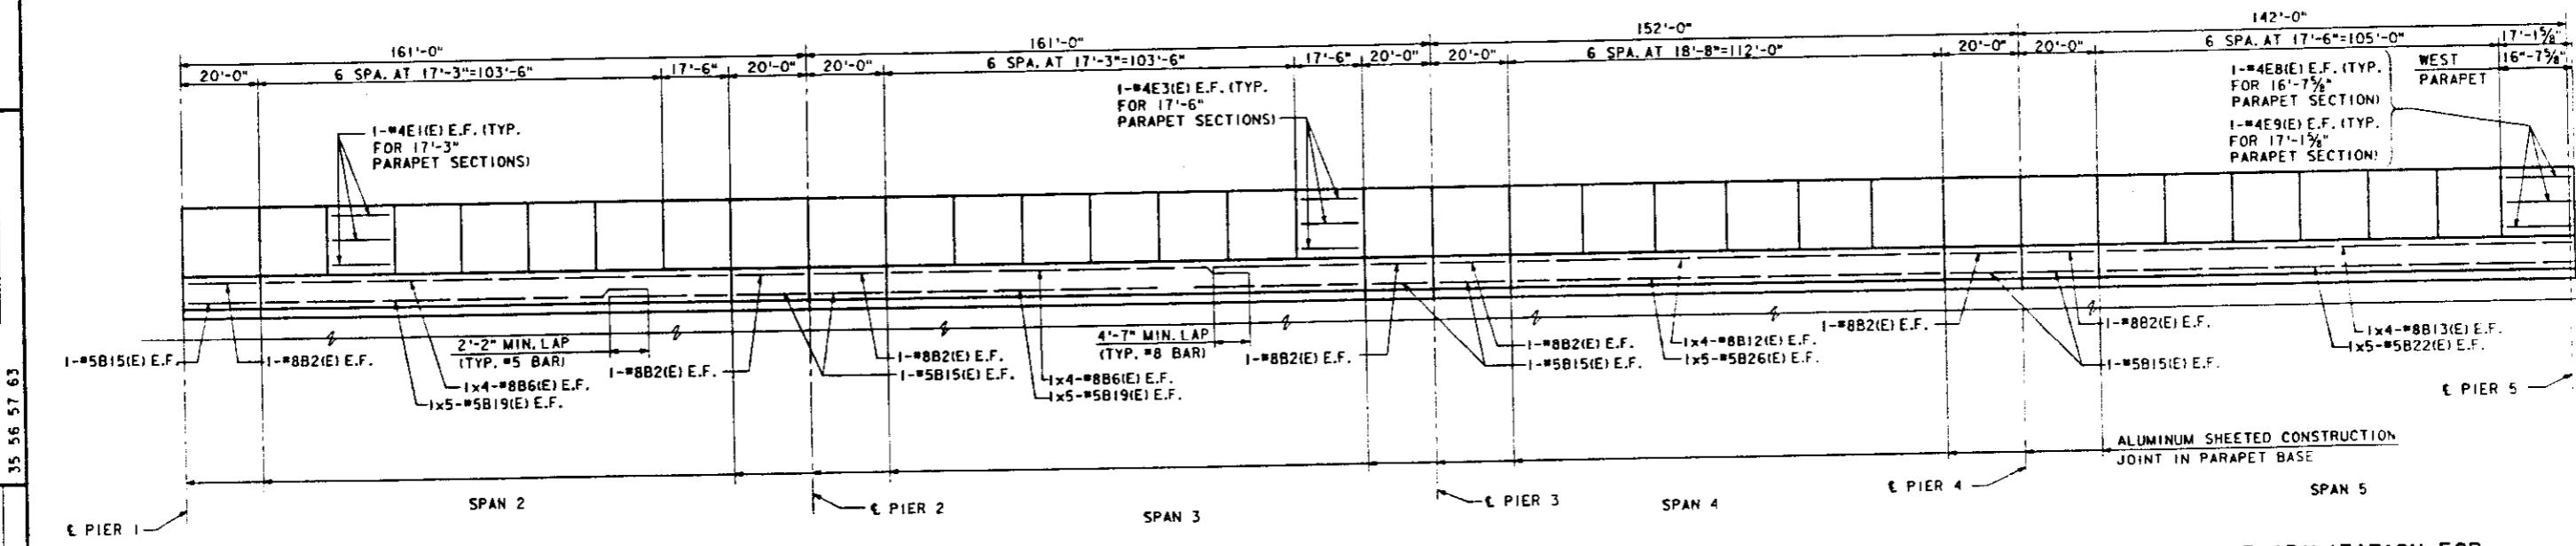 161'-0"
161'-0"
152'-0"
142'-0"
20'-0"
6 SPA. AT 17'-3"=103'-6"
17'-6"
20'-0"
20'-0"
6 SPA. AT 17'-3"=103'-6"
17'-6"
20'-0"
20'-0"
6 SPA. AT 18'-8"=112'-0"
20'-0"
20'-0"
6 SPA. AT 17'-6"=105'-0"
17'-1⅝"
16"-7⅝"
WEST
PARAPET
1-#4E1(E) E.F. (TYP.
FOR 17'-3"
PARAPET SECTIONS)
1-#4E3(E) E.F. (TYP.
FOR 17'-6"
PARAPET SECTIONS)
1-#4E8(E) E.F. (TYP.
FOR 16'-7⅝"
PARAPET SECTION)
1-#4E9(E) E.F. (TYP.
FOR 17'-1⅝"
PARAPET SECTION)
1-#5B15(E) E.F.
1-#8B2(E) E.F.
2'-2" MIN. LAP
(TYP. #5 BAR)
1x4-#8B6(E) E.F.
1x5-#5B19(E) E.F.
1-#8B2(E) E.F.
1-#8B2(E) E.F.
1-#5B15(E) E.F.
4'-7" MIN. LAP
(TYP. #8 BAR)
1x4-#8B6(E) E.F.
1x5-#5B19(E) E.F.
1-#8B2(E) E.F.
1-#8B2(E) E.F.
1-#5B15(E) E.F.
1x4-#8B12(E) E.F.
1x5-#5B26(E) E.F.
1-#8B2(E) E.F.
1-#8B2(E) E.F.
1-#5B15(E) E.F.
1x4-#8B13(E) E.F.
1x5-#5B22(E) E.F.
℄ PIER 5
ALUMINUM SHEETED CONSTRUCTION
JOINT IN PARAPET BASE
℄ PIER 1
SPAN 2
℄ PIER 2
SPAN 3
℄ PIER 3
SPAN 4
℄ PIER 4
SPAN 5
35 56 57 63